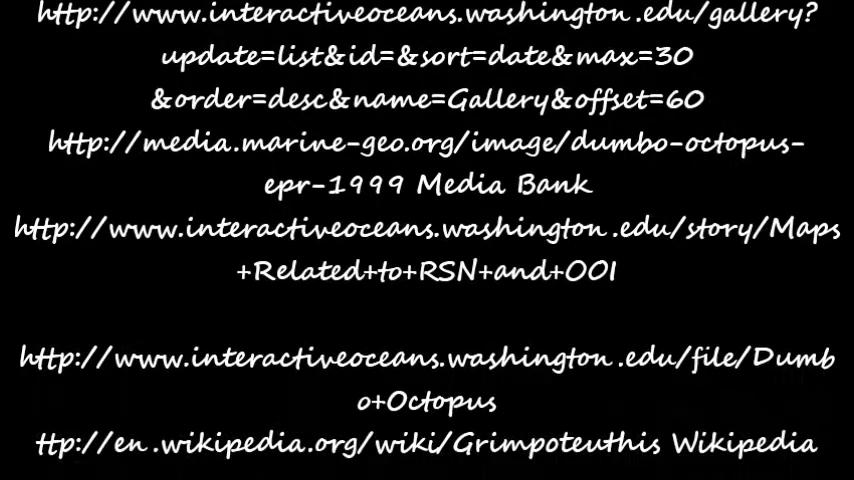 http://www.interactiveoceans.washington.edu/gallery?
update=list&id=&sort=date&max=30
&order=desc&name=Gallery&offset=60
http://media.marine-geo.org/image/dumbo-octopus-
epr-1999 Media Bank
http://www.interactiveoceans.washington.edu/story/Maps
+Related+to+RSN+and+OOI
http://www.interactiveoceans.washington.edu/file/Dumb
o+Octopus
ttp://en.wikipedia.org/wiki/Grimpoteuthis Wikipedia